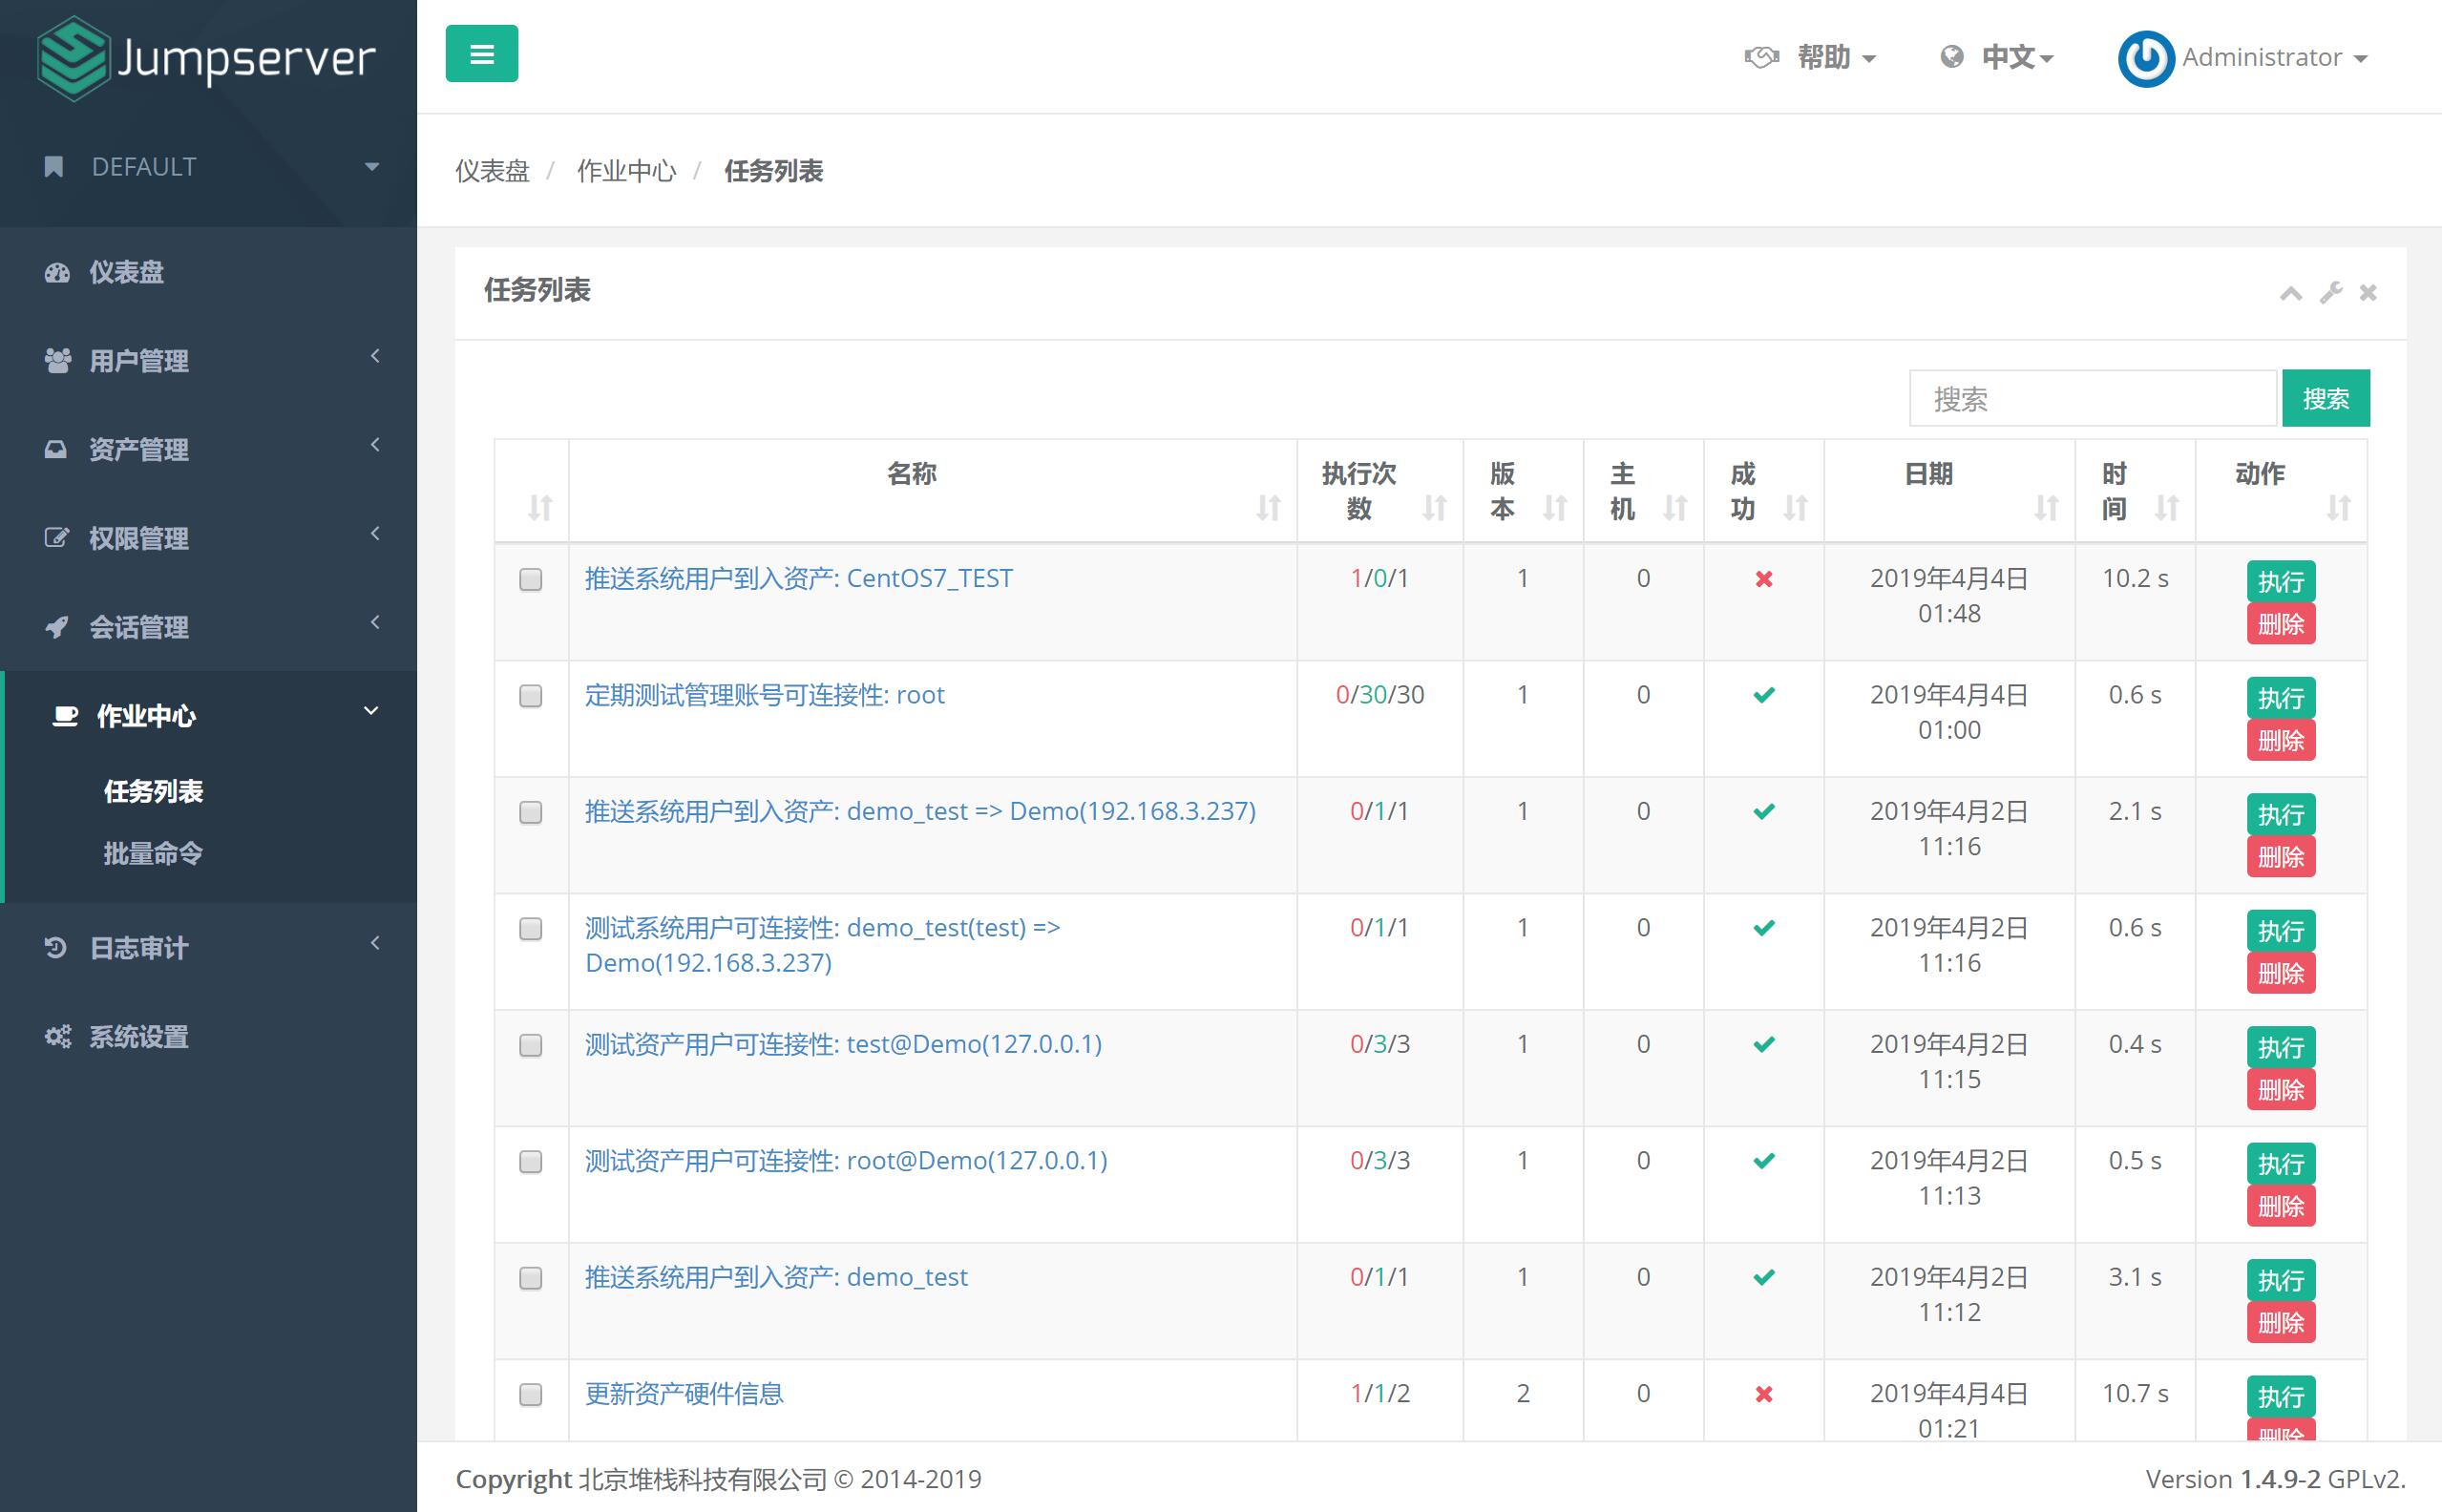 Jumpserver
帮助
中文
Administrator
DEFAULT
仪表盘
用户管理
资产管理
权限管理
会话管理
作业中心
任务列表
批量命令
日志审计
系统设置
仪表盘 / 作业中心 / 任务列表
任务列表
搜索 搜索
名称 执行次数 版本 主机 成功 日期 时间 动作
推送系统用户到入资产: CentOS7_TEST 1/0/1 1 0 2019年4月4日 10.2 s 执行
01:48 删除
定期测试管理账号可连接性: root 0/30/30 1 0 2019年4月4日 0.6 s 执行
01:00 删除
推送系统用户到入资产: demo_test => Demo(192.168.3.237) 0/1/1 1 0 2019年4月2日 2.1 s 执行
11:16 删除
测试系统用户可连接性: demo_test(test) => 0/1/1 1 0 2019年4月2日 0.6 s 执行
Demo(192.168.3.237) 11:16 删除
测试资产用户可连接性: test@Demo(127.0.0.1) 0/3/3 1 0 2019年4月2日 0.4 s 执行
11:15 删除
测试资产用户可连接性: root@Demo(127.0.0.1) 0/3/3 1 0 2019年4月2日 0.5 s 执行
11:13 删除
推送系统用户到入资产: demo_test 0/1/1 1 0 2019年4月2日 3.1 s 执行
11:12 删除
更新资产硬件信息 1/1/2 2 0 2019年4月4日 10.7 s 执行
01:21 删除
Copyright 北京堆栈科技有限公司 © 2014-2019
Version 1.4.9-2 GPLv2.